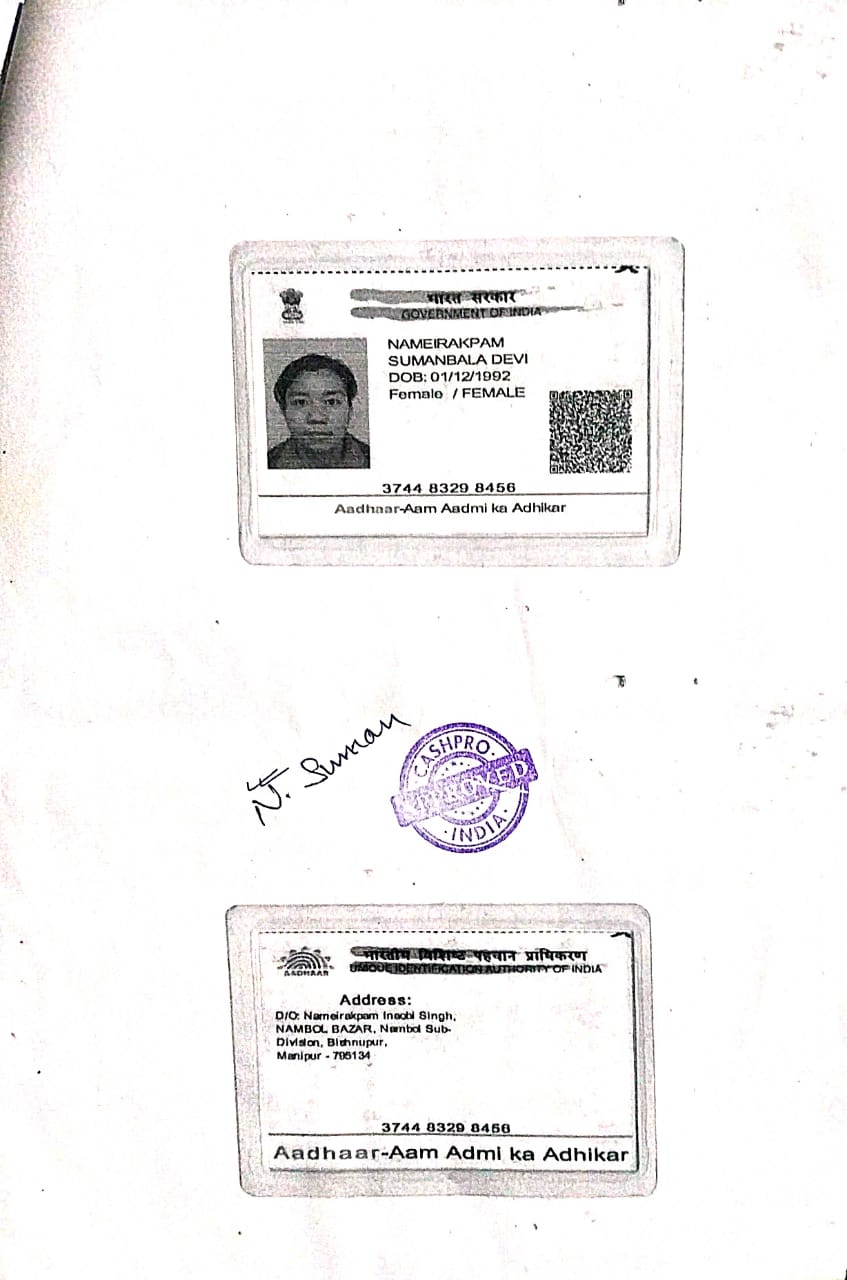 भारत सरकार
GOVERNMENT OF INDIA
NAMEIRAKPAM
SUMANBALA DEVI
DOB: 01/12/1992
Female / FEMALE
3744 8329 8456
Aadhaar-Aam Aadmi ka Adhikar
N. Suman
CASHPRO
APPROVED
INDIA
भारतीय विशिष्ट पहचान प्राधिकरण
UNIQUE IDENTIFICATION AUTHORITY OF INDIA
AADHAAR
Address:
D/O: Nameirakpam Inaobi Singh,
NAMBOL BAZAR, Nambol Sub-
Division, Bishnupur,
Manipur - 795134
3744 8329 8456
Aadhaar-Aam Admi ka Adhikar